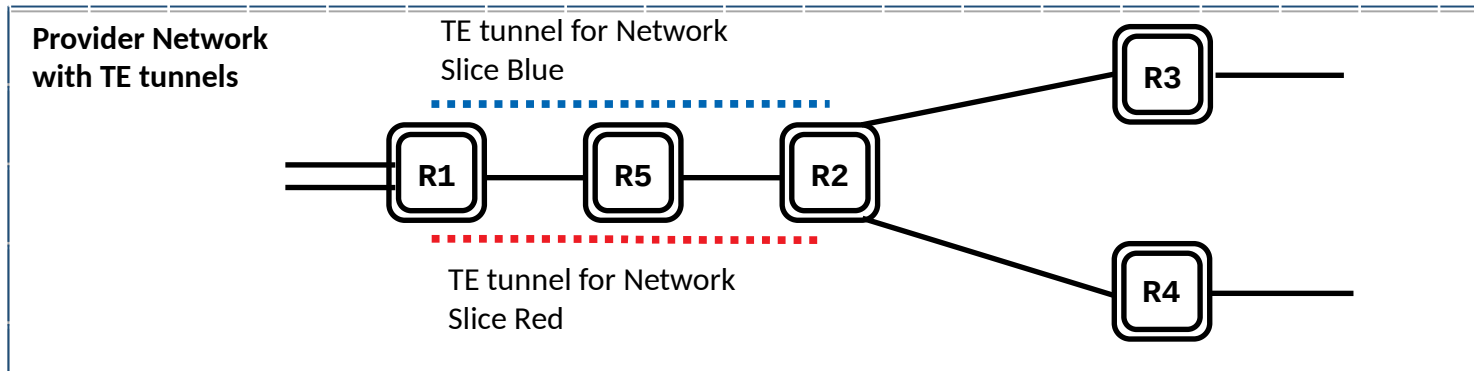 Provider Network
with TE tunnels
TE tunnel for Network
Slice Blue
R3
R1
R5
R2
TE tunnel for Network
Slice Red
R4